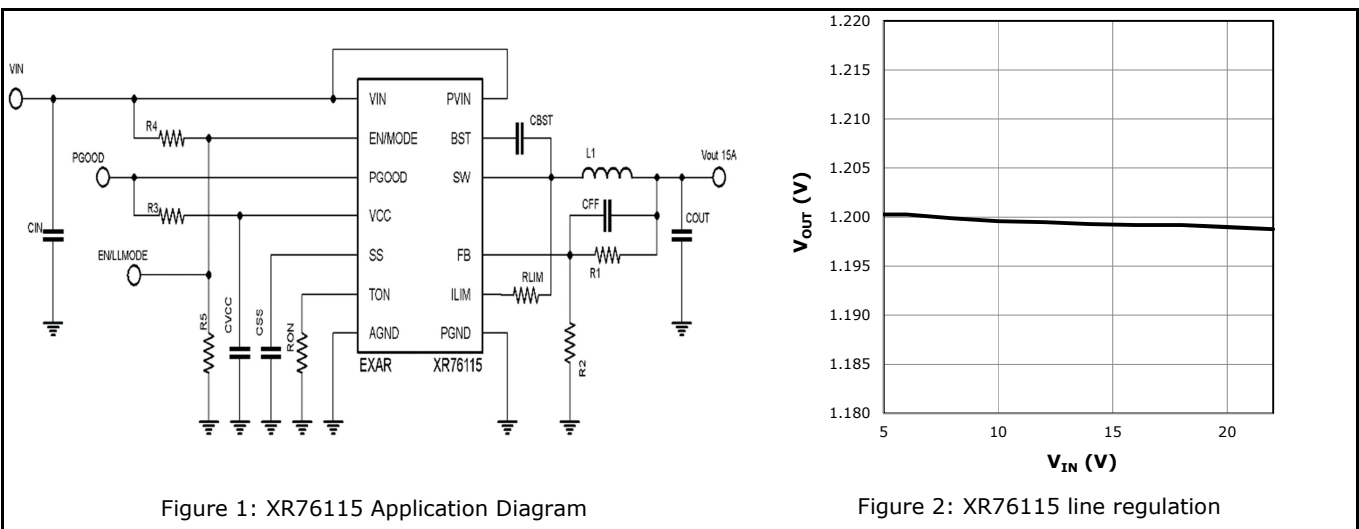 VIN
R4
PGOOD
R3
CIN
EN/LLMODE
R5
CVCC
CSS
RON
VIN PVIN
EN/MODE BST
PGOOD SW
VCC
SS FB
TON ILIM
AGND PGND
EXAR XR76115
CBST
L1
Vout 15A
CFF
COUT
R1
RLIM
R2
Figure 1: XR76115 Application Diagram
1.220
1.215
1.210
1.205
1.200
1.195
1.190
1.185
1.180
VOUT (V)
5 10 15 20
VIN (V)
Figure 2: XR76115 line regulation